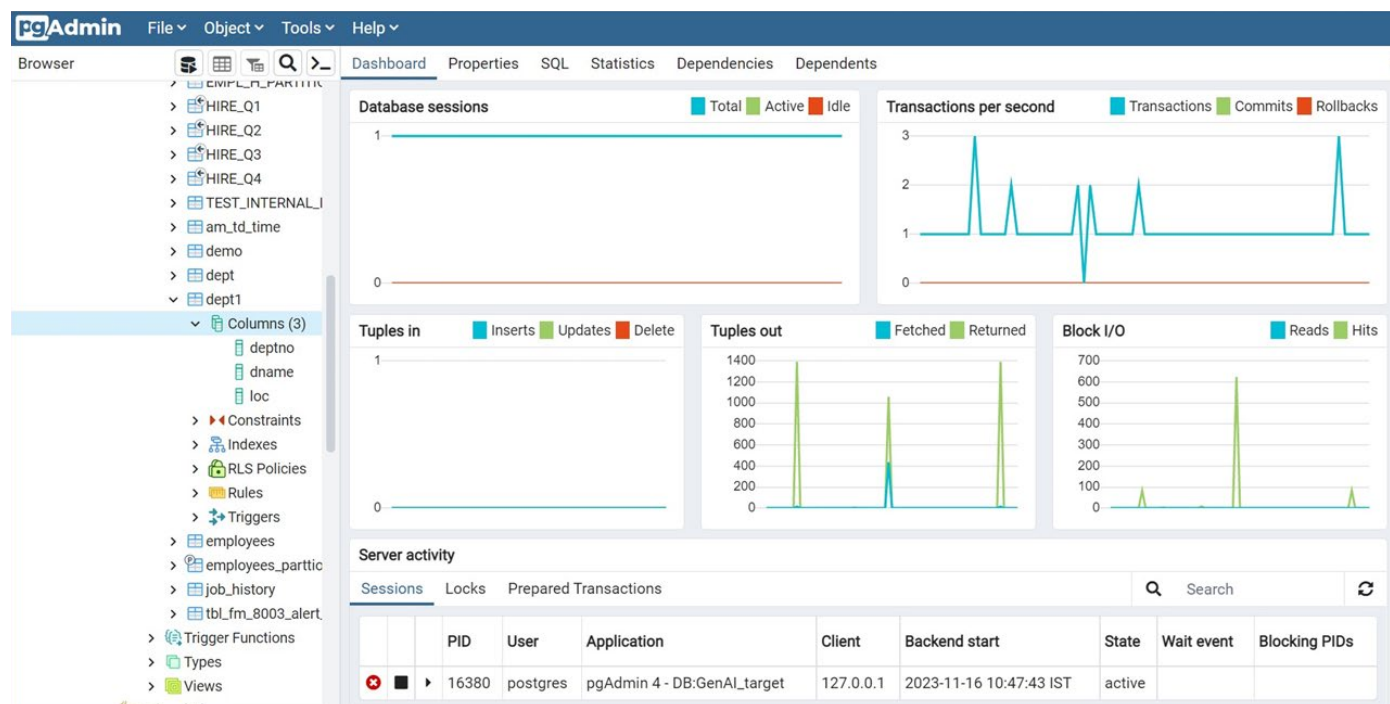 pgAdmin File Object Tools Help
Browser
Dashboard Properties SQL Statistics Dependencies Dependents
HIRE_Q1
HIRE_Q2
HIRE_Q3
HIRE_Q4
TEST_INTERNAL_
am_td_time
demo
dept
dept1
Columns (3)
deptno
dname
loc
Constraints
Indexes
RLS Policies
Rules
Triggers
employees
employees_parttio
job_history
tbl_fm_8003_alert_
Trigger Functions
Types
Views
Database sessions
Total Active Idle
1
0
Transactions per second
Transactions Commits Rollbacks
3
2
1
0
Tuples in
Inserts Updates Delete
1
0
Tuples out
Fetched Returned
1400
1200
1000
800
600
400
200
0
Block I/O
Reads Hits
700
600
500
400
300
200
100
0
Server activity
Sessions Locks Prepared Transactions
Search
PID User Application Client Backend start State Wait event Blocking PIDs
16380 postgres pgAdmin 4 - DB:GenAI_target 127.0.0.1 2023-11-16 10:47:43 IST active